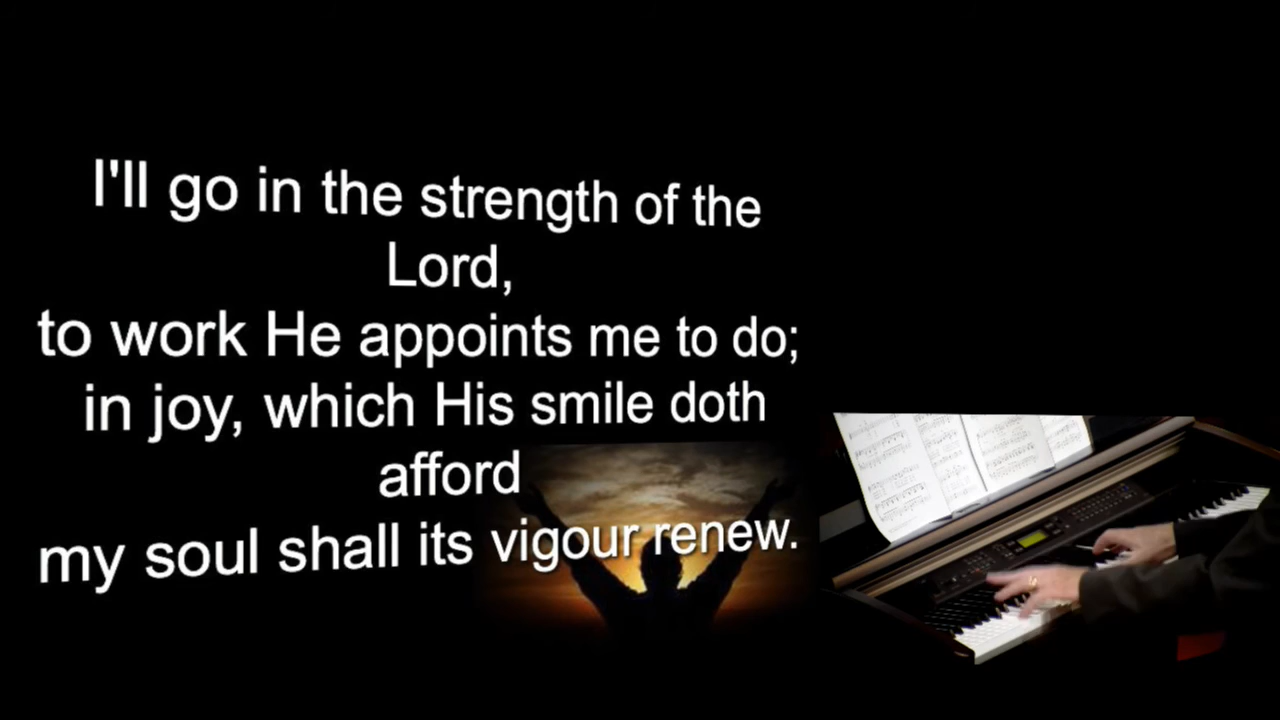 I'll go in the strength of the
Lord,
to work He appoints me to do;
in joy, which His smile doth
afford
my soul shall its vigour renew.